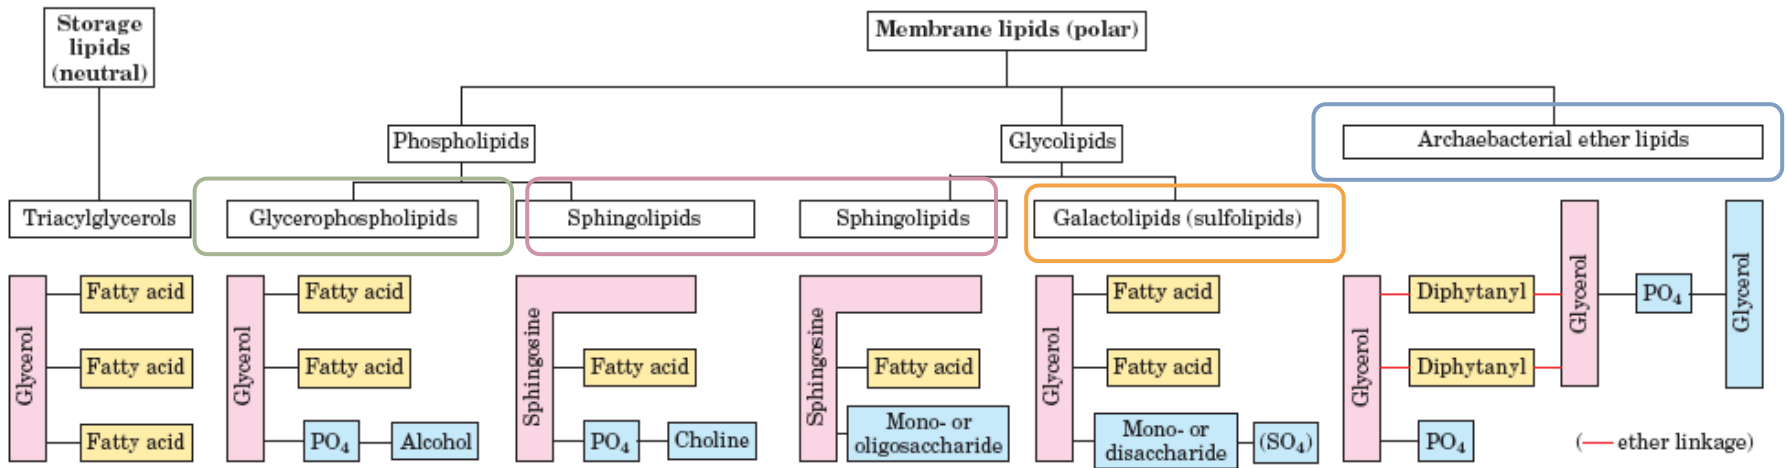 Storage
lipids
(neutral)
Membrane lipids (polar)
Phospholipids
Glycolipids
Archaebacterial ether lipids
Triacylglycerols
Glycerophospholipids
Sphingolipids
Sphingolipids
Galactolipids (sulfolipids)
Glycerol
Fatty acid
Fatty acid
Fatty acid
Glycerol
Fatty acid
Fatty acid
PO₄
Alcohol
Sphingosine
Fatty acid
PO₄
Choline
Sphingosine
Fatty acid
Mono- or
oligosaccharide
Glycerol
Fatty acid
Fatty acid
Mono- or
disaccharide
(SO₄)
Glycerol
Diphytanyl
Diphytanyl
PO₄
Glycerol
PO₄
Glycerol
(— ether linkage)